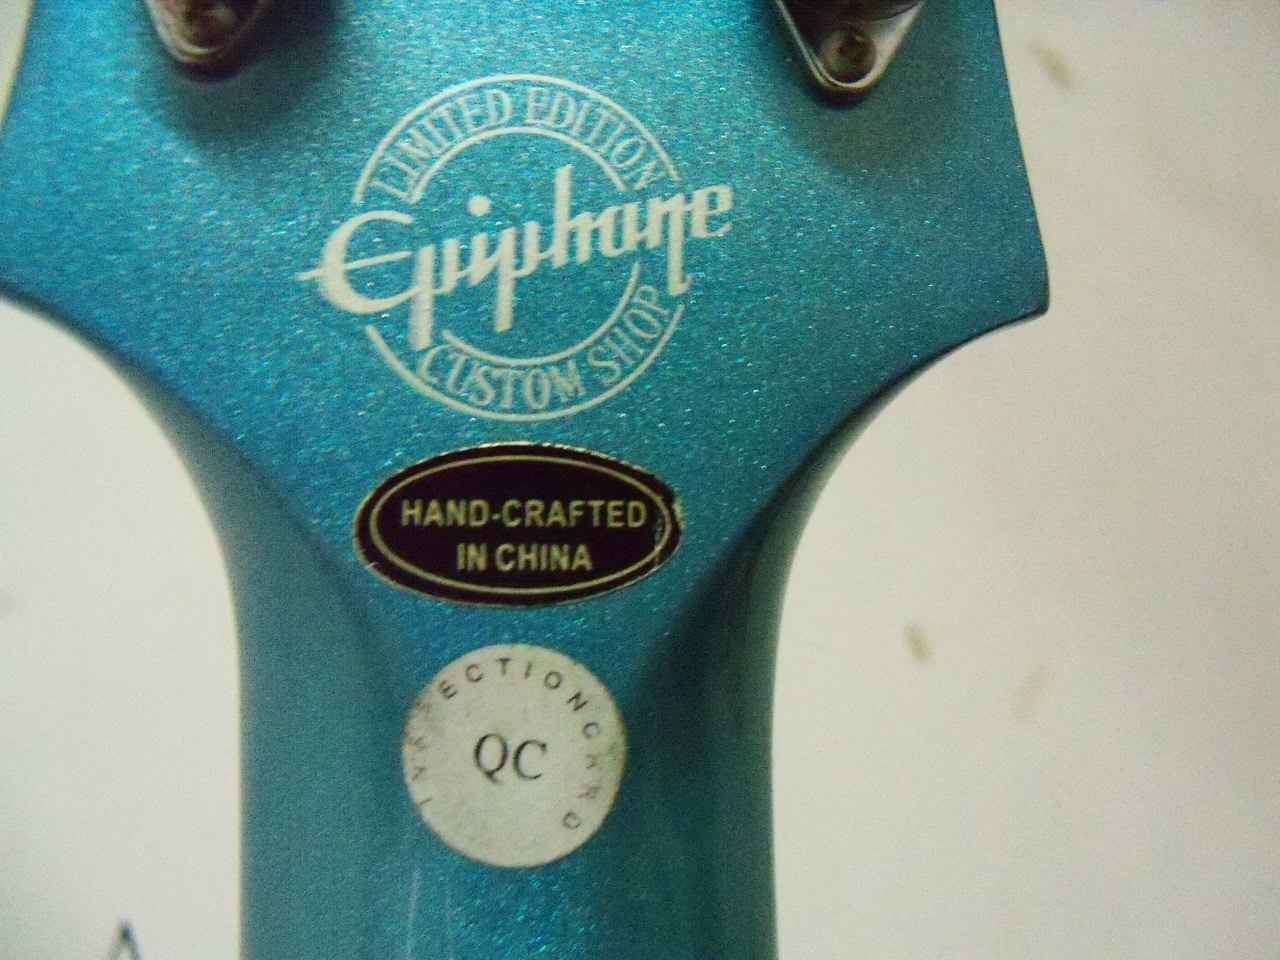 LIMITED EDITION
Epiphone
CUSTOM SHOP
HAND-CRAFTED
IN CHINA
INSPECTION CARD
QC